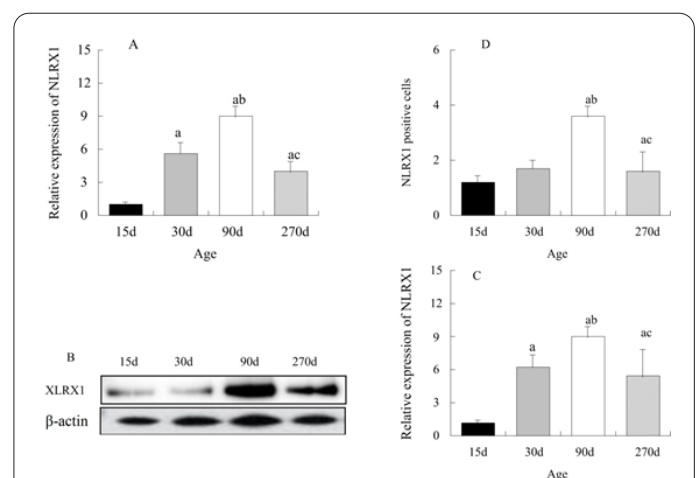 A
Relative expression of NLRX1
15
12
9
6
3
0
a
ab
ac
15d 30d 90d 270d
Age
D
NLRX1 positive cells
6
4
2
0
ab
ac
15d 30d 90d 270d
Age
B
15d 30d 90d 270d
XLRX1
β-actin
C
Relative expression of NLRX1
15
12
9
6
3
0
a
ab
ac
15d 30d 90d 270d
Age